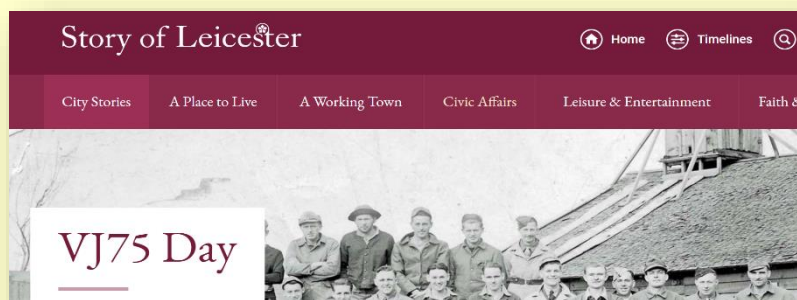 Story of Leicester
Home Timelines
City Stories A Place to Live A Working Town Civic Affairs Leisure & Entertainment Faith &
VJ75 Day